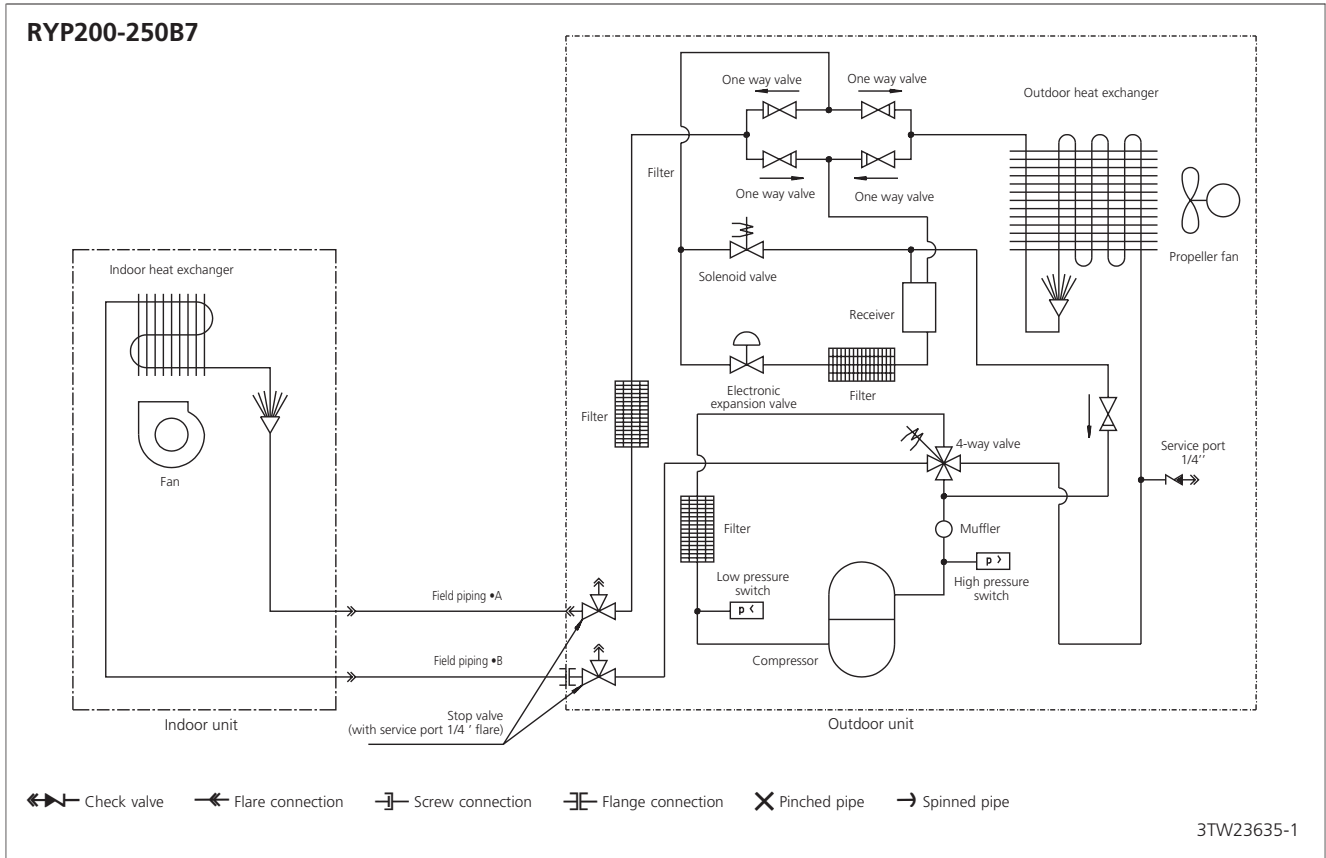 RYP200-250B7
One way valve
One way valve
Outdoor heat exchanger
Filter
One way valve
One way valve
Propeller fan
Indoor heat exchanger
Solenoid valve
Receiver
Electronic
expansion valve
Filter
Filter
4-way valve
Service port
1/4’’
Fan
Filter
Muffler
Low pressure
switch
p <
p >
High pressure
switch
Field piping •A
Field piping •B
Compressor
Stop valve
(with service port 1/4 ’ flare)
Indoor unit
Outdoor unit
Check valve
Flare connection
Screw connection
Flange connection
Pinched pipe
Spinned pipe
3TW23635-1